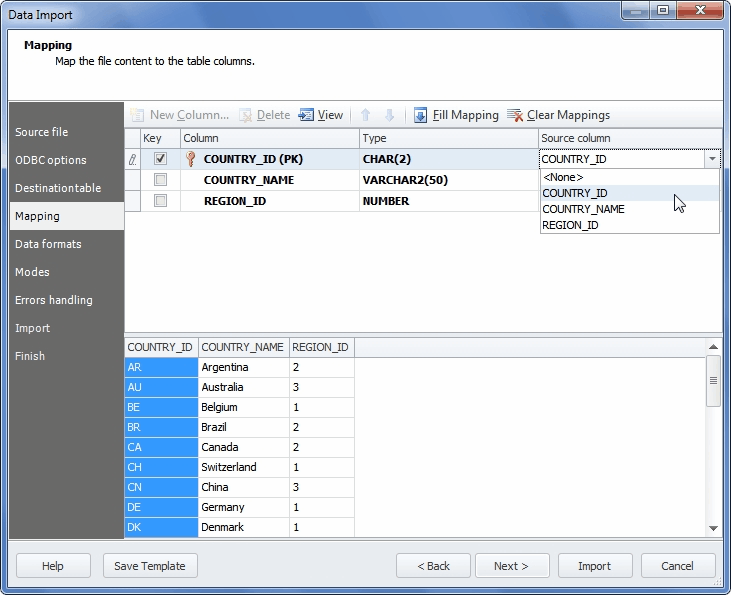 Data Import
Mapping
Map the file content to the table columns.
Source file
ODBC options
Destination table
Mapping
Data formats
Modes
Errors handling
Import
Finish
New Column... Delete View Fill Mapping Clear Mappings
Key Column Type Source column
COUNTRY_ID (PK) CHAR(2) COUNTRY_ID
COUNTRY_NAME VARCHAR2(50)
REGION_ID NUMBER
<None>
COUNTRY_ID
COUNTRY_NAME
REGION_ID
COUNTRY_ID COUNTRY_NAME REGION_ID
AR Argentina 2
AU Australia 3
BE Belgium 1
BR Brazil 2
CA Canada 2
CH Switzerland 1
CN China 3
DE Germany 1
DK Denmark 1
Help Save Template < Back Next > Import Cancel